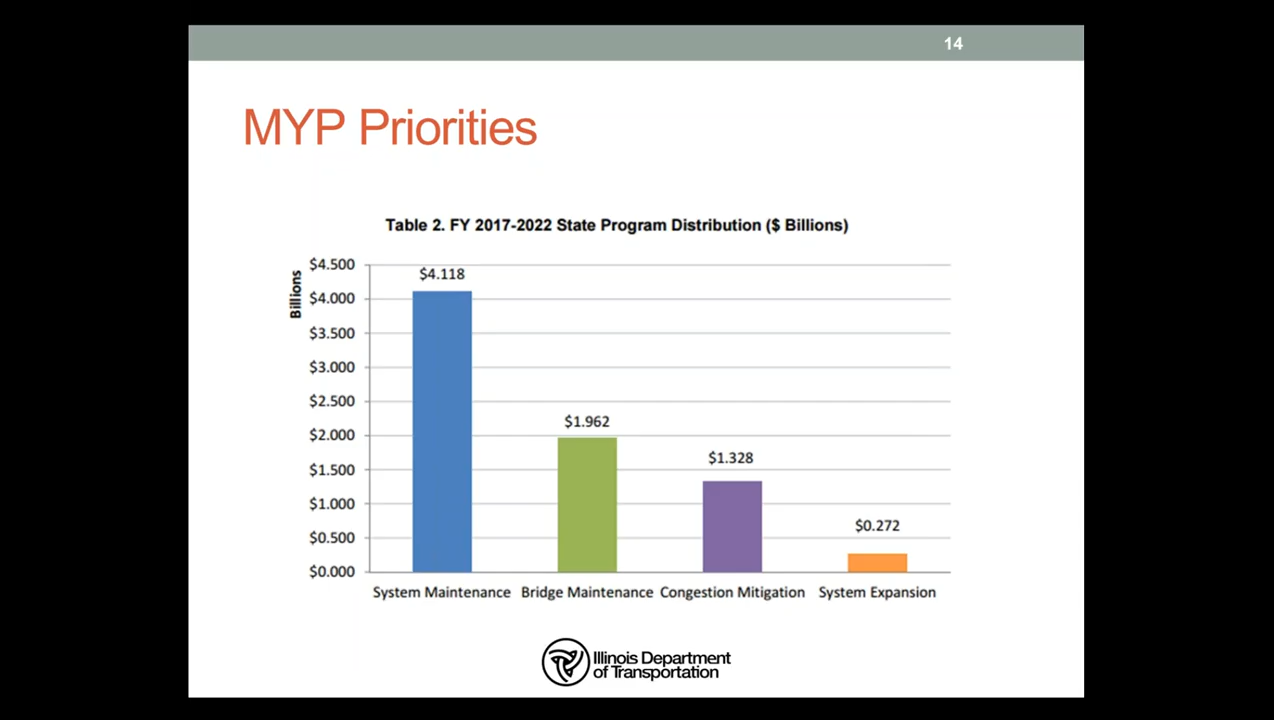 14
MYP Priorities
Table 2. FY 2017-2022 State Program Distribution ($ Billions)
Billions
$4.500
$4.000
$3.500
$3.000
$2.500
$2.000
$1.500
$1.000
$0.500
$0.000
$4.118
$1.962
$1.328
$0.272
System Maintenance Bridge Maintenance Congestion Mitigation System Expansion
Illinois Department
of Transportation